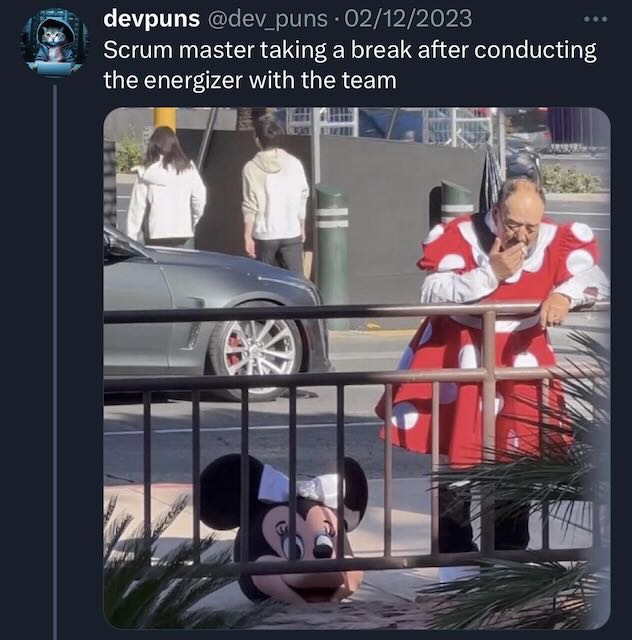 devpuns @dev_puns · 02/12/2023
Scrum master taking a break after conducting
the energizer with the team